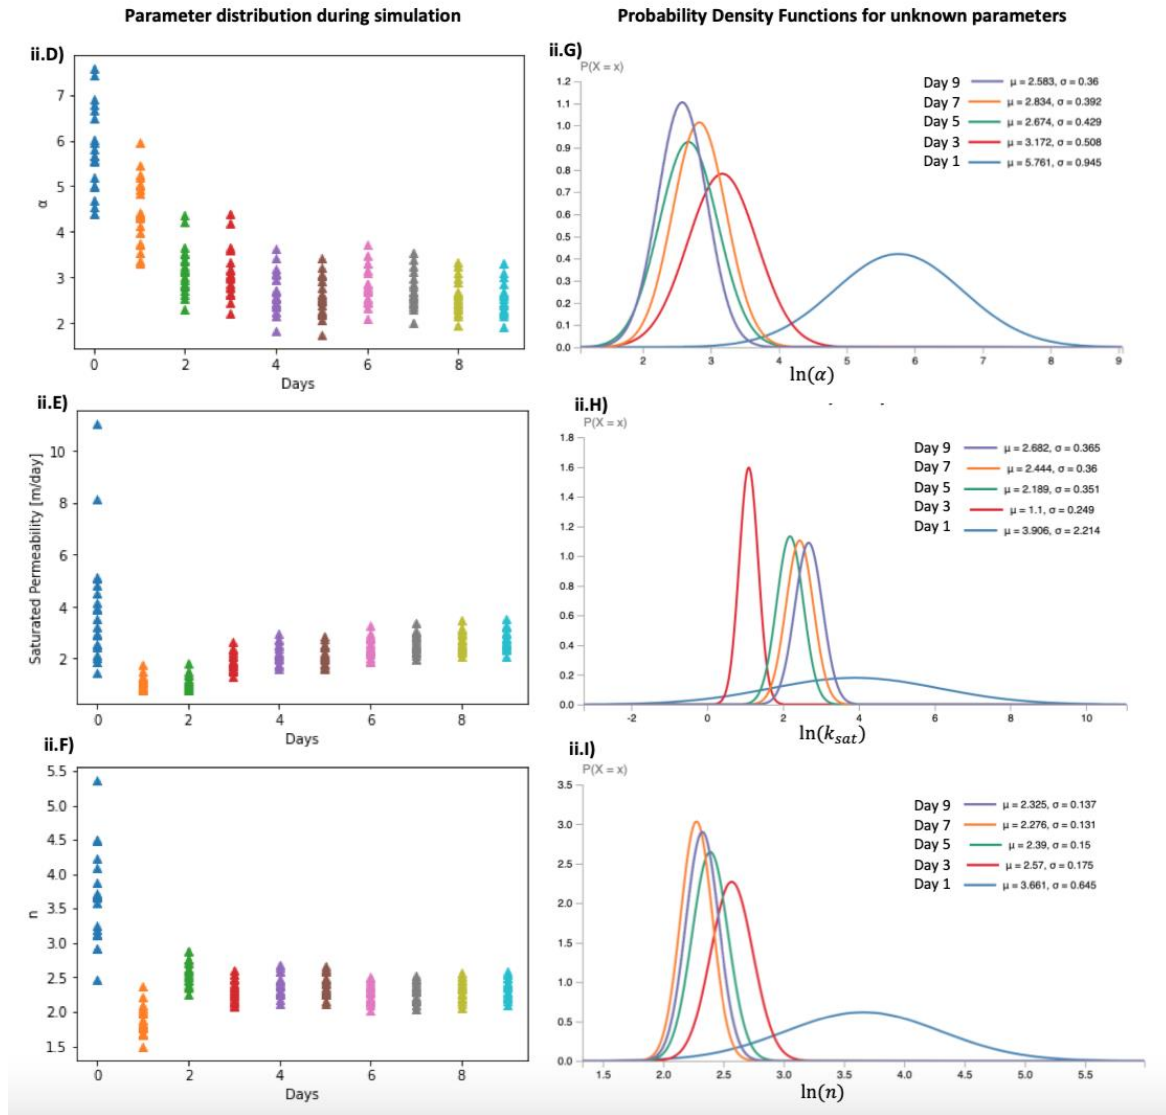 Parameter distribution during simulation
Probability Density Functions for unknown parameters
ii.D)
α
7
6
5
4
3
2
0 2 4 6 8
Days
ii.G)
P(X = x)
1.2
1.1
1.0
0.9
0.8
0.7
0.6
0.5
0.4
0.3
0.2
0.1
0.0
2 3 4 5 6 7 8 9
ln(α)
Day 9 μ = 2.583, σ = 0.36
Day 7 μ = 2.834, σ = 0.392
Day 5 μ = 2.674, σ = 0.429
Day 3 μ = 3.172, σ = 0.508
Day 1 μ = 5.761, σ = 0.945
ii.E)
Saturated Permeability [m/day]
10
8
6
4
2
0 2 4 6 8
Days
ii.H)
P(X = x)
1.8
1.6
1.4
1.2
1.0
0.8
0.6
0.4
0.2
0.0
-2 0 2 4 6 8 10
ln(k_sat)
Day 9 μ = 2.682, σ = 0.365
Day 7 μ = 2.444, σ = 0.36
Day 5 μ = 2.189, σ = 0.351
Day 3 μ = 1.1, σ = 0.249
Day 1 μ = 3.906, σ = 2.214
ii.F)
n
5.5
5.0
4.5
4.0
3.5
3.0
2.5
2.0
1.5
0 2 4 6 8
Days
ii.I)
P(X = x)
3.5
3.0
2.5
2.0
1.5
1.0
0.5
0.0
1.5 2.0 2.5 3.0 3.5 4.0 4.5 5.0 5.5
ln(n)
Day 9 μ = 2.325, σ = 0.137
Day 7 μ = 2.276, σ = 0.131
Day 5 μ = 2.39, σ = 0.15
Day 3 μ = 2.57, σ = 0.175
Day 1 μ = 3.661, σ = 0.645